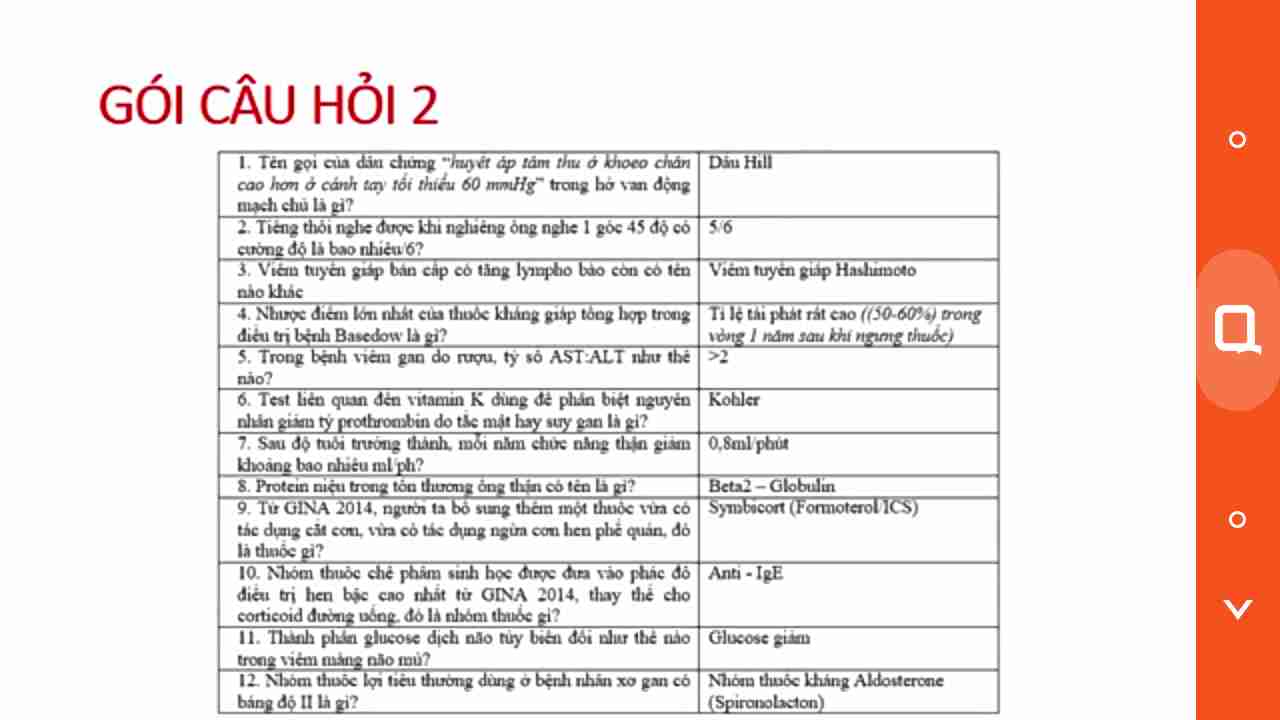 GÓI CÂU HỎI 2
1. Tên gọi của dấu chứng “huyết áp tâm thu ở khoeo chân
cao hơn ở cánh tay tối thiểu 60 mmHg” trong hở van động
mạch chủ là gì?
Dấu Hill
2. Tiếng thổi nghe được khi nghiêng ống nghe 1 góc 45 độ có
cường độ là bao nhiêu/6?
5/6
3. Viêm tuyến giáp bán cấp có tăng lympho bào còn có tên
nào khác
Viêm tuyến giáp Hashimoto
4. Nhược điểm lớn nhất của thuốc kháng giáp tổng hợp trong
điều trị bệnh Basedow là gì?
Tỉ lệ tái phát rất cao ((50-60%) trong
vòng 1 năm sau khi ngưng thuốc)
5. Trong bệnh viêm gan do rượu, tỷ số AST:ALT như thế
nào?
>2
6. Test liên quan đến vitamin K dùng để phân biệt nguyên
nhân giảm tỷ prothrombin do tắc mật hay suy gan là gì?
Kohler
7. Sau độ tuổi trưởng thành, mỗi năm chức năng thận giảm
khoảng bao nhiêu ml/ph?
0,8ml/phút
8. Protein niệu trong tổn thương ống thận có tên là gì?
Beta2 – Globulin
9. Từ GINA 2014, người ta bổ sung thêm một thuốc vừa có
tác dụng cắt cơn, vừa có tác dụng ngừa cơn hen phế quản, đó
là thuốc gì?
Symbicort (Formoterol/ICS)
10. Nhóm thuốc chế phẩm sinh học được đưa vào phác đồ
điều trị hen bậc cao nhất từ GINA 2014, thay thế cho
corticoid đường uống, đó là nhóm thuốc gì?
Anti - IgE
11. Thành phần glucose dịch não tủy biến đổi như thế nào
trong viêm màng não mủ?
Glucose giảm
12. Nhóm thuốc lợi tiểu thường dùng ở bệnh nhân xơ gan có
báng độ II là gì?
Nhóm thuốc kháng Aldosterone
(Spironolacton)